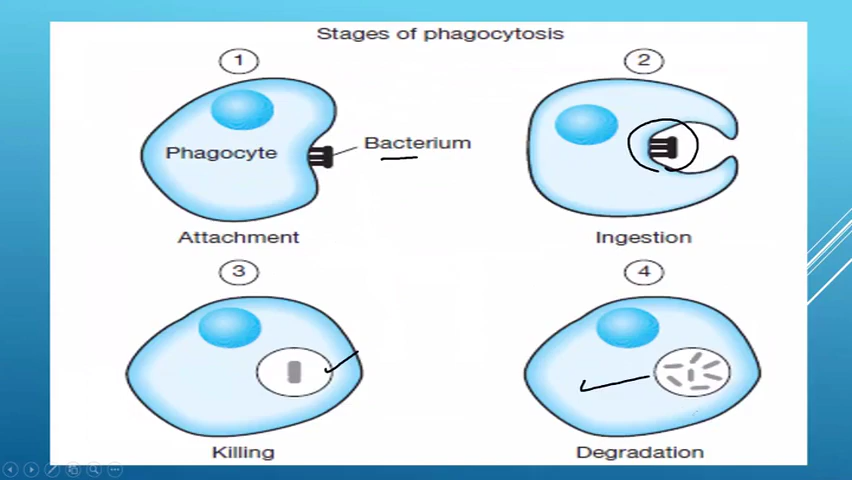 Stages of phagocytosis
1
2
Phagocyte
Bacterium
Attachment
Ingestion
3
4
Killing
Degradation